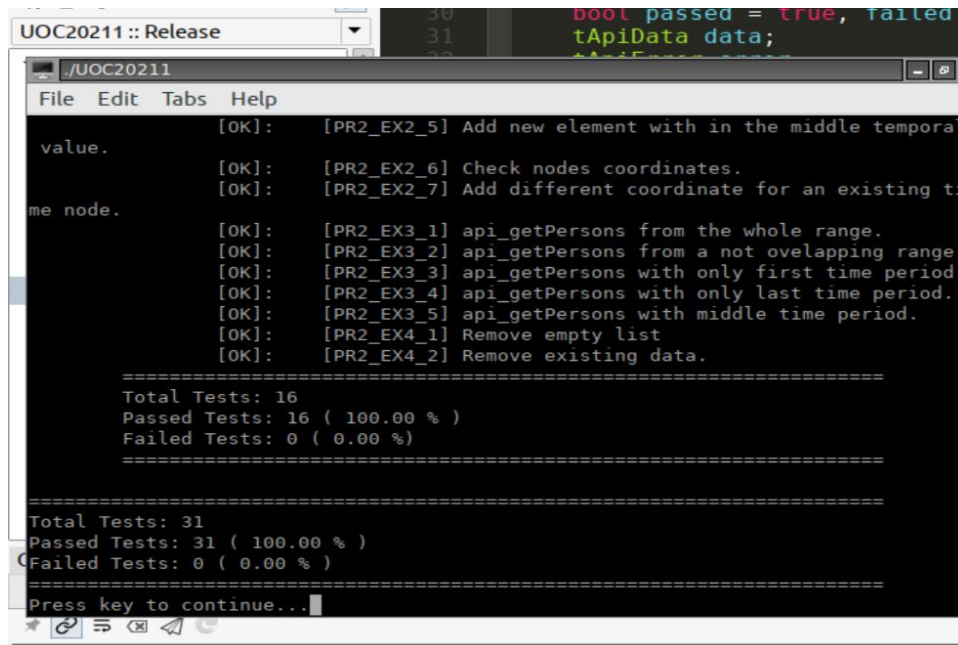 UOC20211 :: Release
30 bool passed = true, failed
31 tApiData data;
./UOC20211
File Edit Tabs Help
[OK]: [PR2_EX2_5] Add new element with in the middle tempora
value.
[OK]: [PR2_EX2_6] Check nodes coordinates.
[OK]: [PR2_EX2_7] Add different coordinate for an existing ti
me node.
[OK]: [PR2_EX3_1] api_getPersons from the whole range.
[OK]: [PR2_EX3_2] api_getPersons from a not ovelapping range
[OK]: [PR2_EX3_3] api_getPersons with only first time period
[OK]: [PR2_EX3_4] api_getPersons with only last time period.
[OK]: [PR2_EX3_5] api_getPersons with middle time period.
[OK]: [PR2_EX4_1] Remove empty list
[OK]: [PR2_EX4_2] Remove existing data.
=================================================================
Total Tests: 16
Passed Tests: 16 ( 100.00 % )
Failed Tests: 0 ( 0.00 %)
=================================================================
=========================================================================
Total Tests: 31
Passed Tests: 31 ( 100.00 % )
Failed Tests: 0 ( 0.00 % )
=========================================================================
Press key to continue...